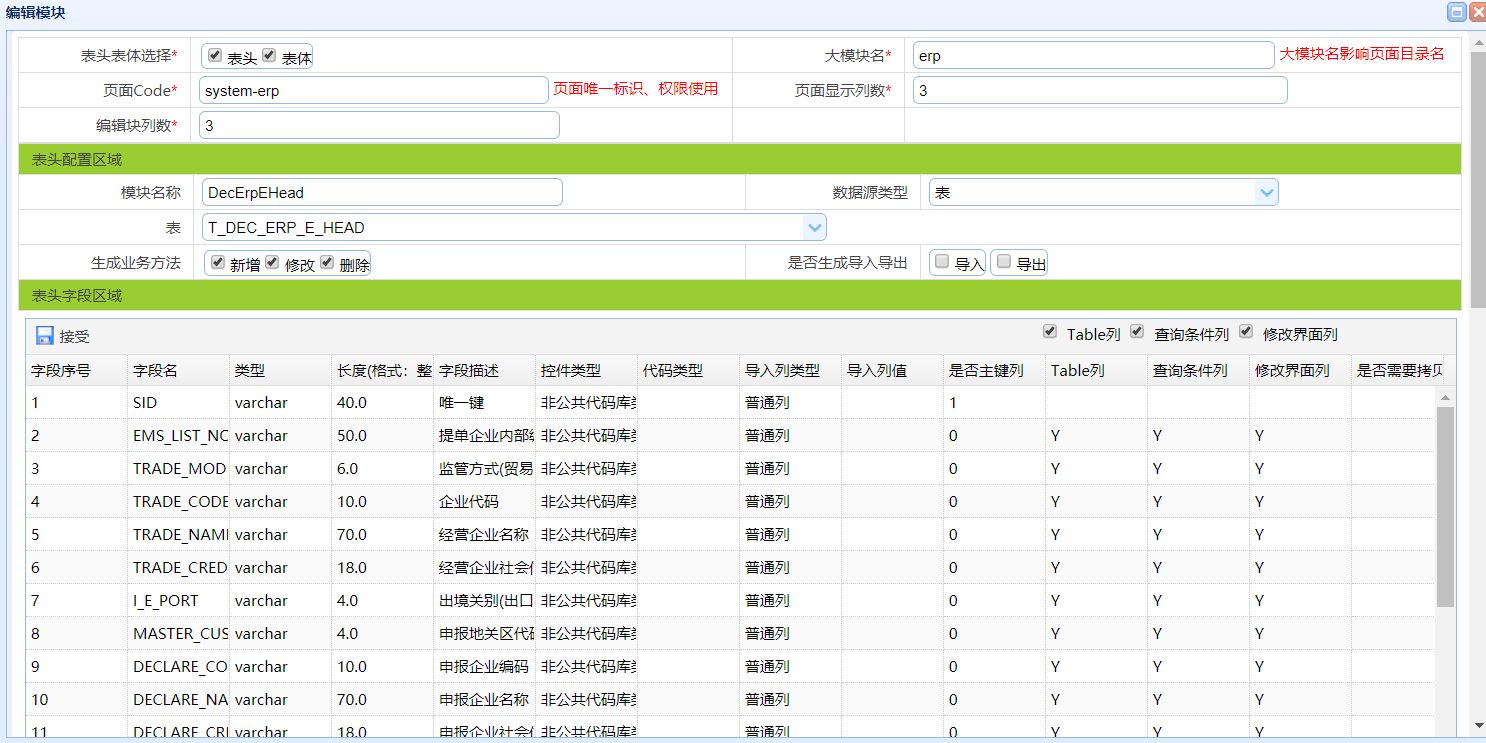 编辑模块
表头表体选择* 表头 表体 大模块名* erp 大模块名影响页面目录名
页面Code* system-erp 页面唯一标识、权限使用 页面显示列数* 3
编辑块列数* 3
表头配置区域
模块名称 DecErpEHead 数据源类型 表
表 T_DEC_ERP_E_HEAD
生成业务方法 新增 修改 删除 是否生成导入导出 导入 导出
表头字段区域
接受 Table列 查询条件列 修改界面列
字段序号 字段名 类型 长度(格式：整 字段描述 控件类型 代码类型 导入列类型 导入列值 是否主键列 Table列 查询条件列 修改界面列 是否需要拷贝
1 SID varchar 40.0 唯一键 非公共代码库类 普通列 1
2 EMS_LIST_NO varchar 50.0 提单企业内部编 非公共代码库类 普通列 0 Y Y Y
3 TRADE_MOD varchar 6.0 监管方式(贸易 非公共代码库类 普通列 0 Y Y Y
4 TRADE_CODE varchar 10.0 企业代码 非公共代码库类 普通列 0 Y Y Y
5 TRADE_NAME varchar 70.0 经营企业名称 非公共代码库类 普通列 0 Y Y Y
6 TRADE_CRED varchar 18.0 经营企业社会信 非公共代码库类 普通列 0 Y Y Y
7 I_E_PORT varchar 4.0 出境关别(出口 非公共代码库类 普通列 0 Y Y Y
8 MASTER_CUS varchar 4.0 申报地关区代码 非公共代码库类 普通列 0 Y Y Y
9 DECLARE_CO varchar 10.0 申报企业编码 非公共代码库类 普通列 0 Y Y Y
10 DECLARE_NA varchar 70.0 申报企业名称 非公共代码库类 普通列 0 Y Y Y
11 DECLARE_CRE varchar 18.0 申报企业社会信 非公共代码库类 普通列 0 Y Y Y